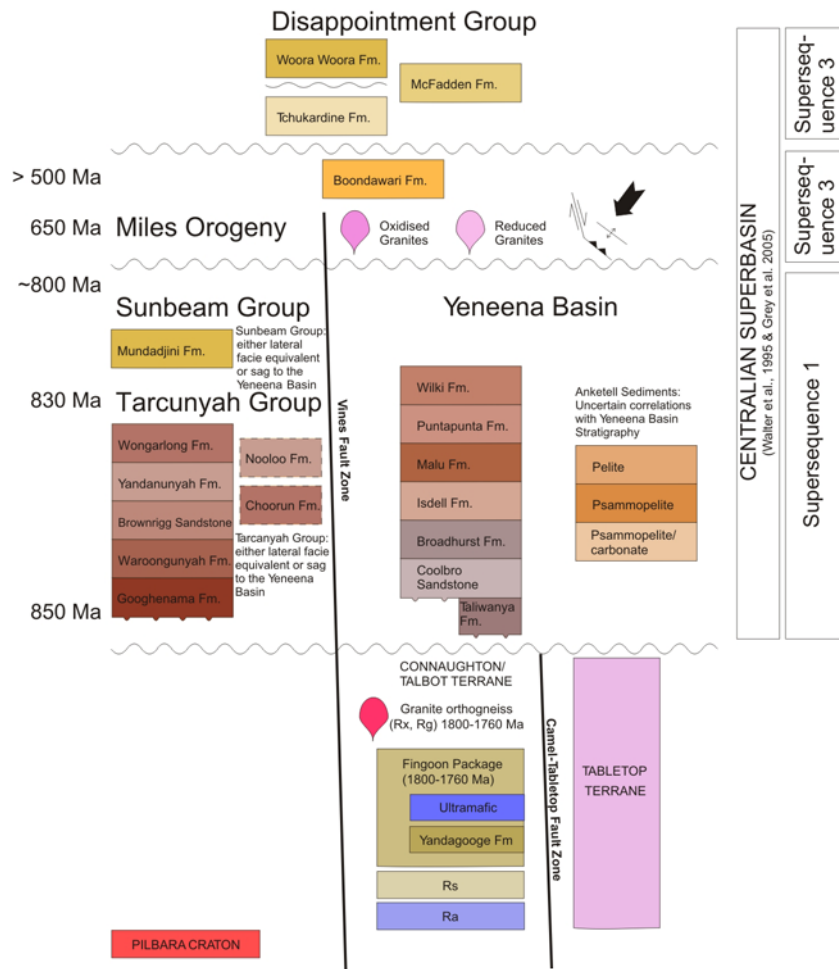 Disappointment Group
Woora Woora Fm.
McFadden Fm.
Tchukardine Fm.
> 500 Ma
Boondawari Fm.
650 Ma
Miles Orogeny
Oxidised
Granites
Reduced
Granites
~800 Ma
Sunbeam Group
Yeneena Basin
Mundadjini Fm.
Sunbeam Group:
either lateral
facie equivalent
or sag to the
Yeneena Basin
830 Ma
Tarcunyah Group
Wongarlong Fm.
Yandanunyah Fm.
Brownrigg Sandstone
Waroongunyah Fm.
Googhenama Fm.
Nooloo Fm.
Choorun Fm.
Tarcanyah Group:
either lateral facie
equivalent or sag
to the Yeneena
Basin
850 Ma
Vines Fault Zone
Wilki Fm.
Puntapunta Fm.
Malu Fm.
Isdell Fm.
Broadhurst Fm.
Coolbro
Sandstone
Taliwanya
Fm.
Anketell Sediments:
Uncertain correlations
with Yeneena Basin
Stratigraphy
Pelite
Psammopelite
Psammopelite/
carbonate
CONNAUGHTON/
TALBOT TERRANE
Granite orthogneiss
(Rx, Rg) 1800-1760 Ma
Fingoon Package
(1800-1760 Ma)
Ultramafic
Yandagooge Fm
Rs
Ra
Camel-Tabletop Fault Zone
TABLETOP
TERRANE
PILBARA CRATON
CENTRALIAN SUPERBASIN
(Walter et al., 1995 & Grey et al. 2005)
Superseq-
uence 3
Superseq-
uence 3
Supersequence 1